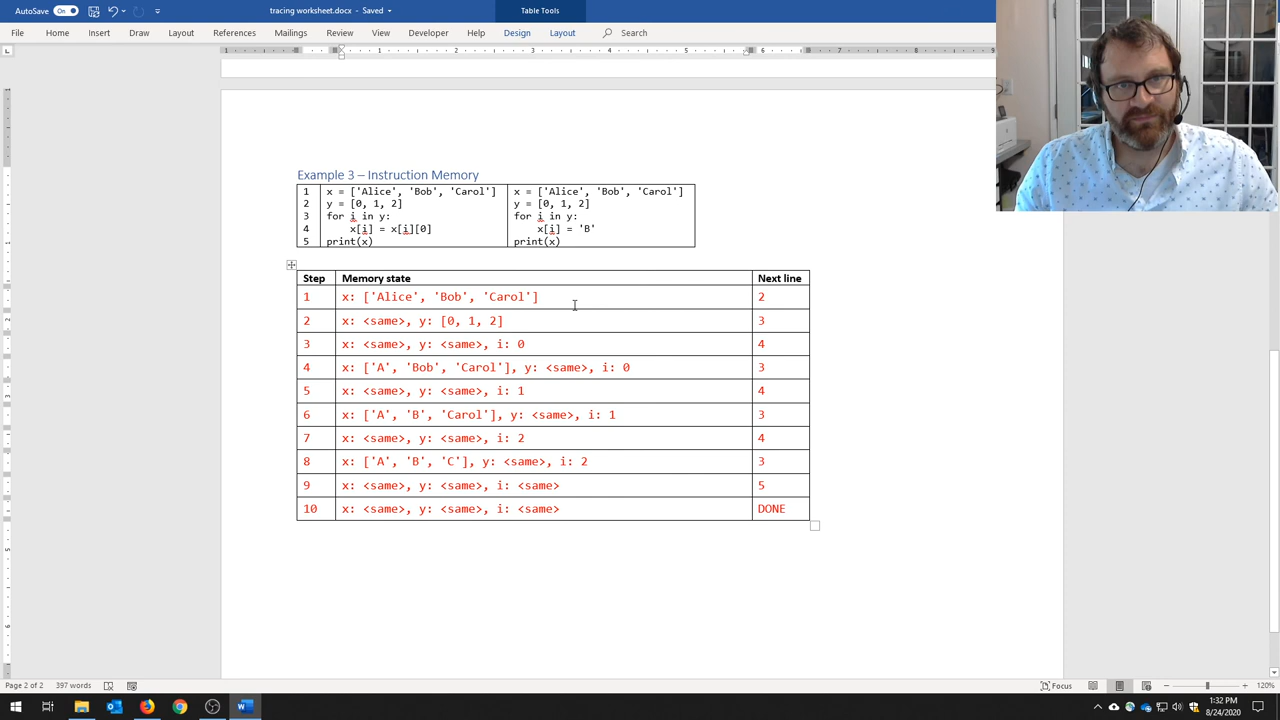 AutoSave On tracing worksheet.docx - Saved Table Tools
File Home Insert Draw Layout References Mailings Review View Developer Help Design Layout Search
Example 3 – Instruction Memory
1 x = ['Alice', 'Bob', 'Carol'] x = ['Alice', 'Bob', 'Carol']
2 y = [0, 1, 2] y = [0, 1, 2]
3 for i in y: for i in y:
4 x[i] = x[i][0] x[i] = 'B'
5 print(x) print(x)
Step Memory state Next line
1 x: ['Alice', 'Bob', 'Carol'] 2
2 x: <same>, y: [0, 1, 2] 3
3 x: <same>, y: <same>, i: 0 4
4 x: ['A', 'Bob', 'Carol'], y: <same>, i: 0 3
5 x: <same>, y: <same>, i: 1 4
6 x: ['A', 'B', 'Carol'], y: <same>, i: 1 3
7 x: <same>, y: <same>, i: 2 4
8 x: ['A', 'B', 'C'], y: <same>, i: 2 3
9 x: <same>, y: <same>, i: <same> 5
10 x: <same>, y: <same>, i: <same> DONE
Page 2 of 2 397 words Focus 120%
1:32 PM
8/24/2020